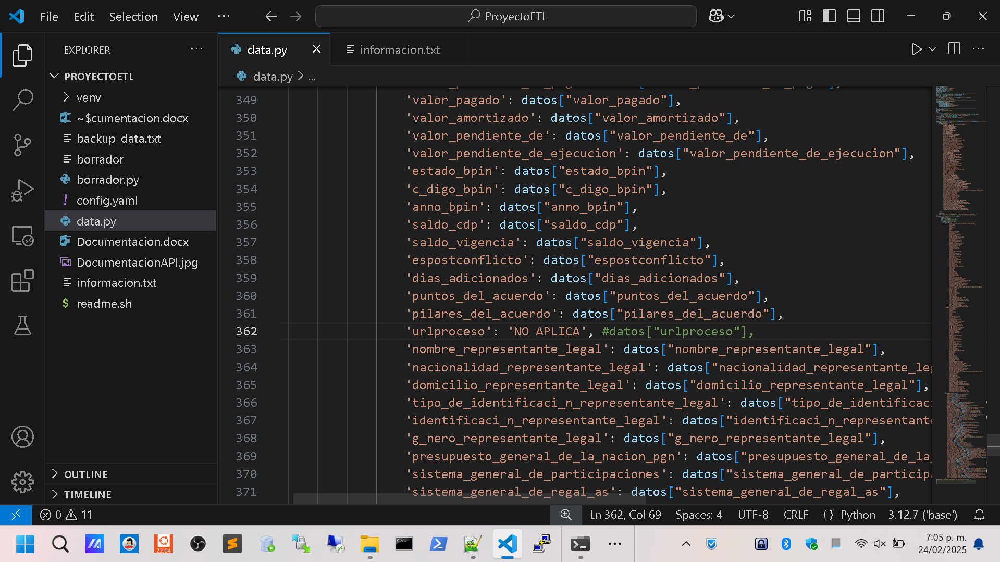 File Edit Selection View ... ProyectoETL
EXPLORER ...
PROYECTOETL
venv
~$cumentacion.docx
backup_data.txt
borrador
borrador.py
config.yaml
data.py
Documentacion.docx
DocumentacionAPI.jpg
informacion.txt
readme.sh
OUTLINE
TIMELINE
data.py informacion.txt
data.py > ...
349 'valor_pagado': datos["valor_pagado"],
350 'valor_amortizado': datos["valor_amortizado"],
351 'valor_pendiente_de': datos["valor_pendiente_de"],
352 'valor_pendiente_de_ejecucion': datos["valor_pendiente_de_ejecucion"],
353 'estado_bpin': datos["estado_bpin"],
354 'c_digo_bpin': datos["c_digo_bpin"],
355 'anno_bpin': datos["anno_bpin"],
356 'saldo_cdp': datos["saldo_cdp"],
357 'saldo_vigencia': datos["saldo_vigencia"],
358 'espostconflicto': datos["espostconflicto"],
359 'dias_adicionados': datos["dias_adicionados"],
360 'puntos_del_acuerdo': datos["puntos_del_acuerdo"],
361 'pilares_del_acuerdo': datos["pilares_del_acuerdo"],
362 'urlproceso': 'NO APLICA', #datos["urlproceso"],
363 'nombre_representante_legal': datos["nombre_representante_legal"],
364 'nacionalidad_representante_legal': datos["nacionalidad_representante_leg
365 'domicilio_representante_legal': datos["domicilio_representante_legal"],
366 'tipo_de_identificaci_n_representante_legal': datos["tipo_de_identificac
367 'identificaci_n_representante_legal': datos["identificaci_n_representante
368 'g_nero_representante_legal': datos["g_nero_representante_legal"],
369 'presupuesto_general_de_la_nacion_pgn': datos["presupuesto_general_de_la_
370 'sistema_general_de_participaciones': datos["sistema_general_de_particip
371 'sistema_general_de_regal_as': datos["sistema_general_de_regal_as"],
0 11 Ln 362, Col 69 Spaces: 4 UTF-8 CRLF {} Python 3.12.7 ('base')
22.04
7:05 p. m.
24/02/2025